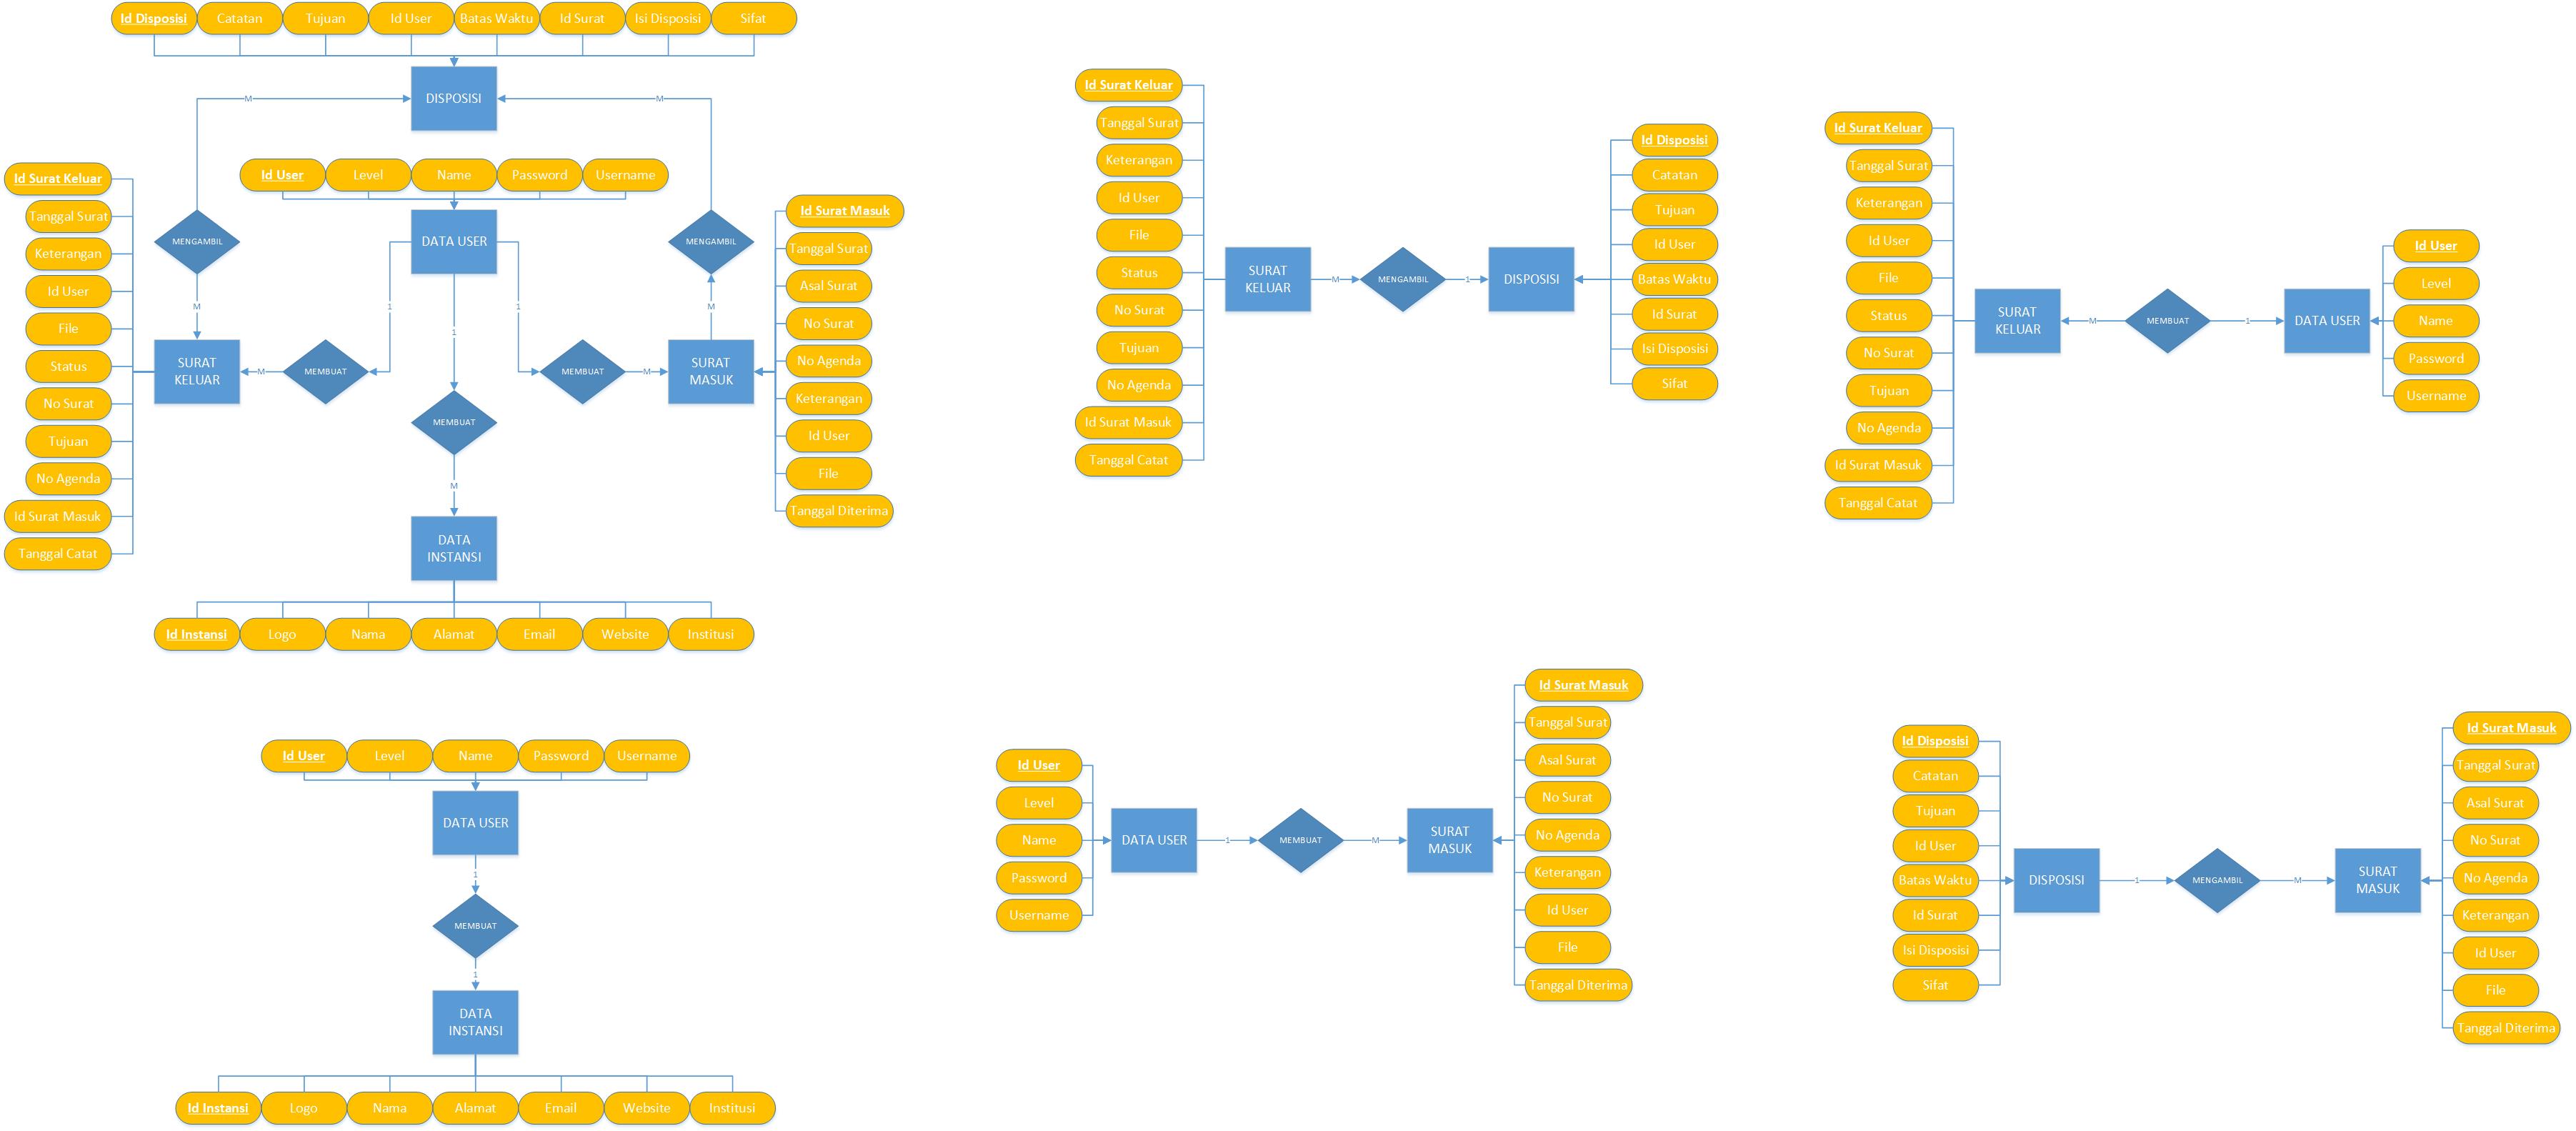 Id Disposisi
Catatan
Tujuan
Id User
Batas Waktu
Id Surat
Isi Disposisi
Sifat
DISPOSISI
M
M
Id User
Level
Name
Password
Username
DATA USER
MENGAMBIL
MENGAMBIL
M
1
1
1
M
Id Surat Keluar
Tanggal Surat
Keterangan
Id User
File
Status
No Surat
Tujuan
No Agenda
Id Surat Masuk
Tanggal Catat
SURAT
KELUAR
M
MEMBUAT
MEMBUAT
M
SURAT
MASUK
Id Surat Masuk
Tanggal Surat
Asal Surat
No Surat
No Agenda
Keterangan
Id User
File
Tanggal Diterima
MEMBUAT
M
DATA
INSTANSI
Id Instansi
Logo
Nama
Alamat
Email
Website
Institusi
Id Surat Keluar
Tanggal Surat
Keterangan
Id User
File
Status
No Surat
Tujuan
No Agenda
Id Surat Masuk
Tanggal Catat
SURAT
KELUAR
M
MENGAMBIL
1
DISPOSISI
Id Disposisi
Catatan
Tujuan
Id User
Batas Waktu
Id Surat
Isi Disposisi
Sifat
Id Surat Keluar
Tanggal Surat
Keterangan
Id User
File
Status
No Surat
Tujuan
No Agenda
Id Surat Masuk
Tanggal Catat
SURAT
KELUAR
M
MEMBUAT
1
DATA USER
Id User
Level
Name
Password
Username
Id User
Level
Name
Password
Username
DATA USER
1
MEMBUAT
1
DATA
INSTANSI
Id Instansi
Logo
Nama
Alamat
Email
Website
Institusi
Id User
Level
Name
Password
Username
DATA USER
1
MEMBUAT
M
SURAT
MASUK
Id Surat Masuk
Tanggal Surat
Asal Surat
No Surat
No Agenda
Keterangan
Id User
File
Tanggal Diterima
Id Disposisi
Catatan
Tujuan
Id User
Batas Waktu
Id Surat
Isi Disposisi
Sifat
DISPOSISI
1
MENGAMBIL
M
SURAT
MASUK
Id Surat Masuk
Tanggal Surat
Asal Surat
No Surat
No Agenda
Keterangan
Id User
File
Tanggal Diterima